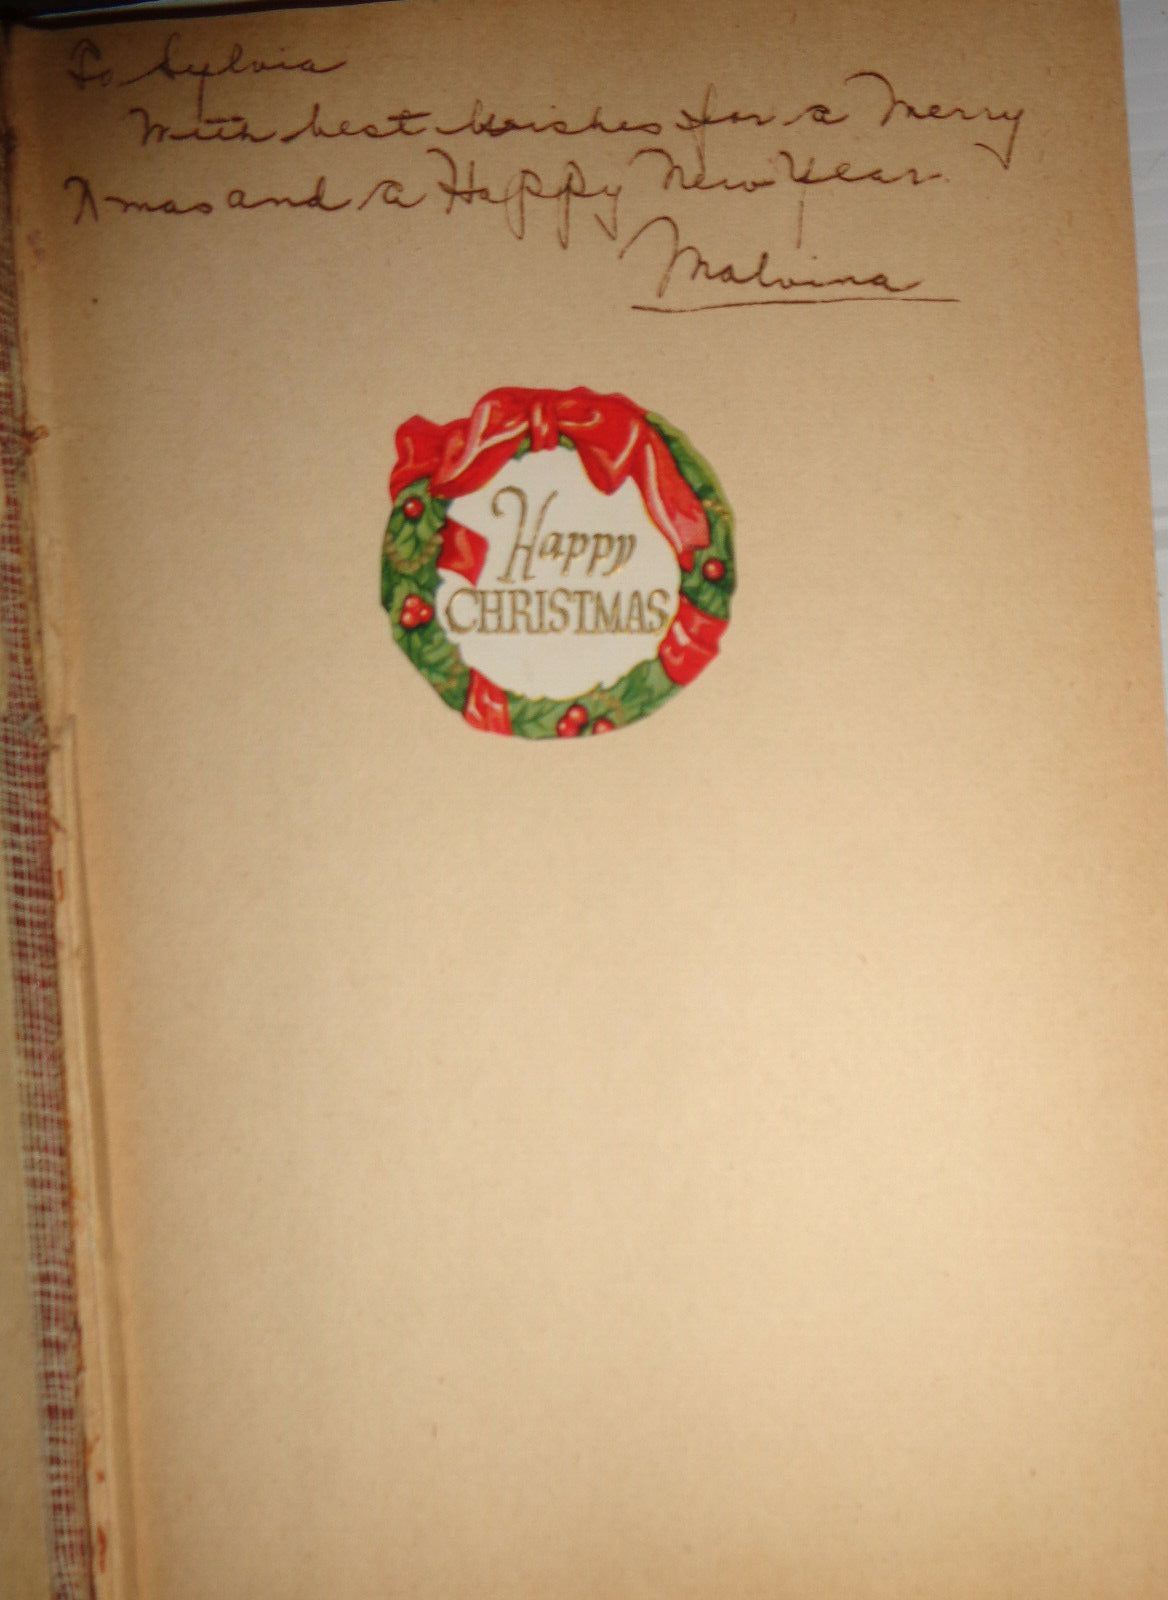 To Sylvia
With best wishes for a Merry
Xmas and a Happy New Year.
Malvina
Happy
CHRISTMAS